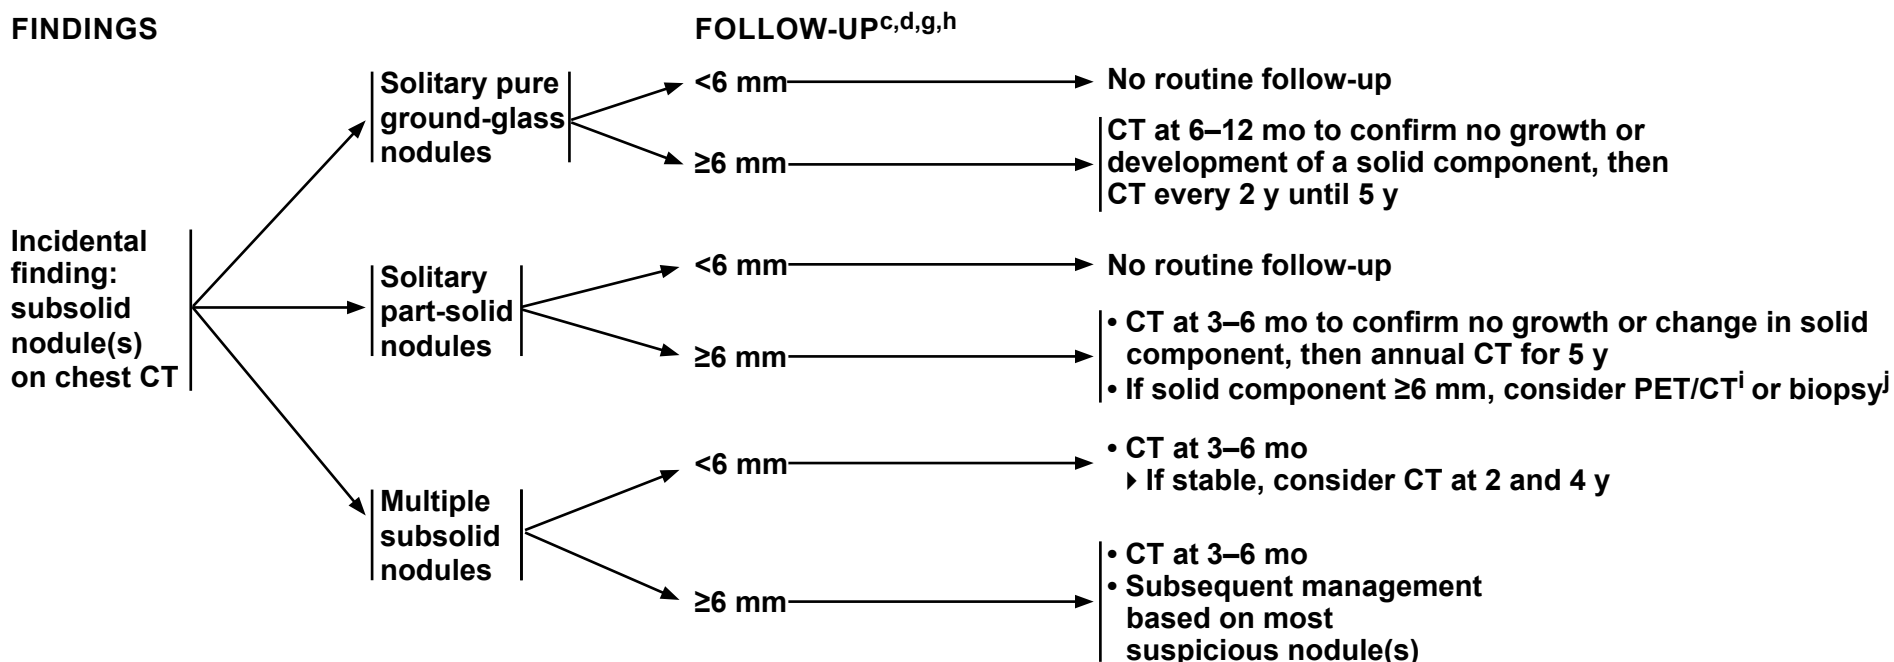 FINDINGS
FOLLOW-UPc,d,g,h
Incidental
finding:
subsolid
nodule(s)
on chest CT
Solitary pure
ground-glass
nodules
<6 mm
No routine follow-up
≥6 mm
CT at 6–12 mo to confirm no growth or
development of a solid component, then
CT every 2 y until 5 y
Solitary
part-solid
nodules
<6 mm
No routine follow-up
≥6 mm
• CT at 3–6 mo to confirm no growth or change in solid
component, then annual CT for 5 y
• If solid component ≥6 mm, consider PET/CTi or biopsyj
Multiple
subsolid
nodules
<6 mm
• CT at 3–6 mo
‣ If stable, consider CT at 2 and 4 y
≥6 mm
• CT at 3–6 mo
• Subsequent management
based on most
suspicious nodule(s)